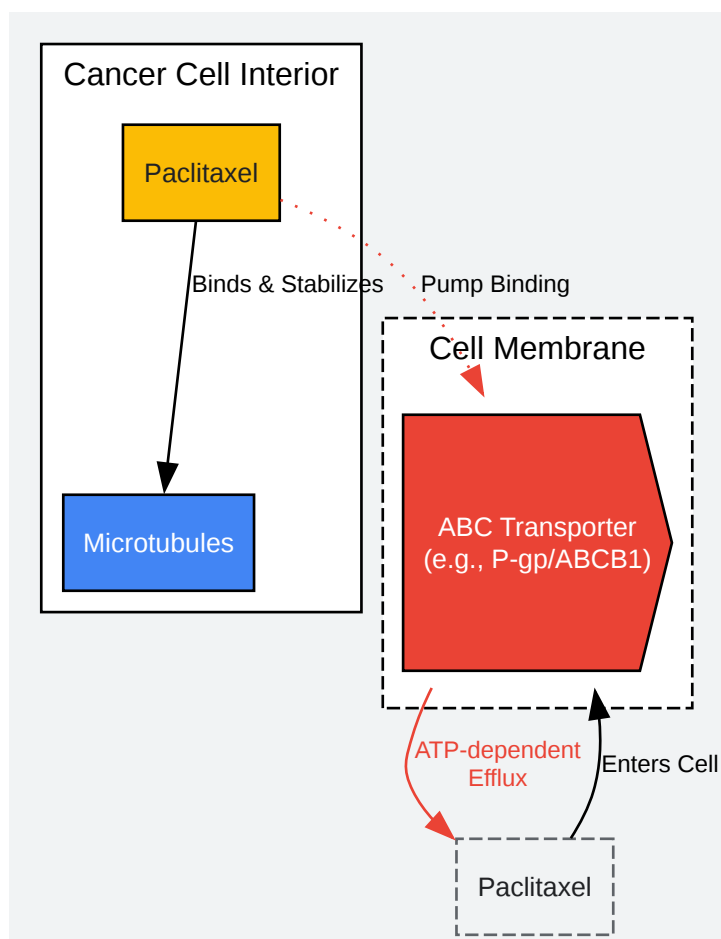 Cancer Cell Interior
Paclitaxel
Binds & Stabilizes
Pump Binding
Cell Membrane
Microtubules
ABC Transporter
(e.g., P-gp/ABCB1)
ATP-dependent
Efflux
Enters Cell
Paclitaxel